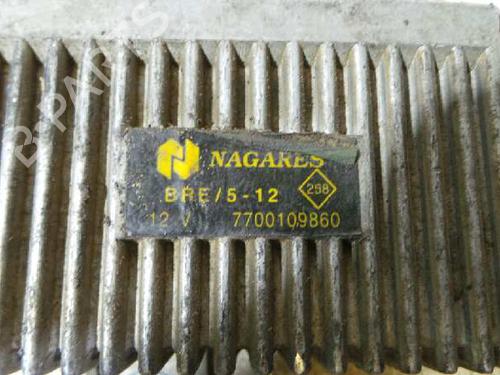 NAGARES
BRE/5-12
258
12 V 7700109860
B-PARTS